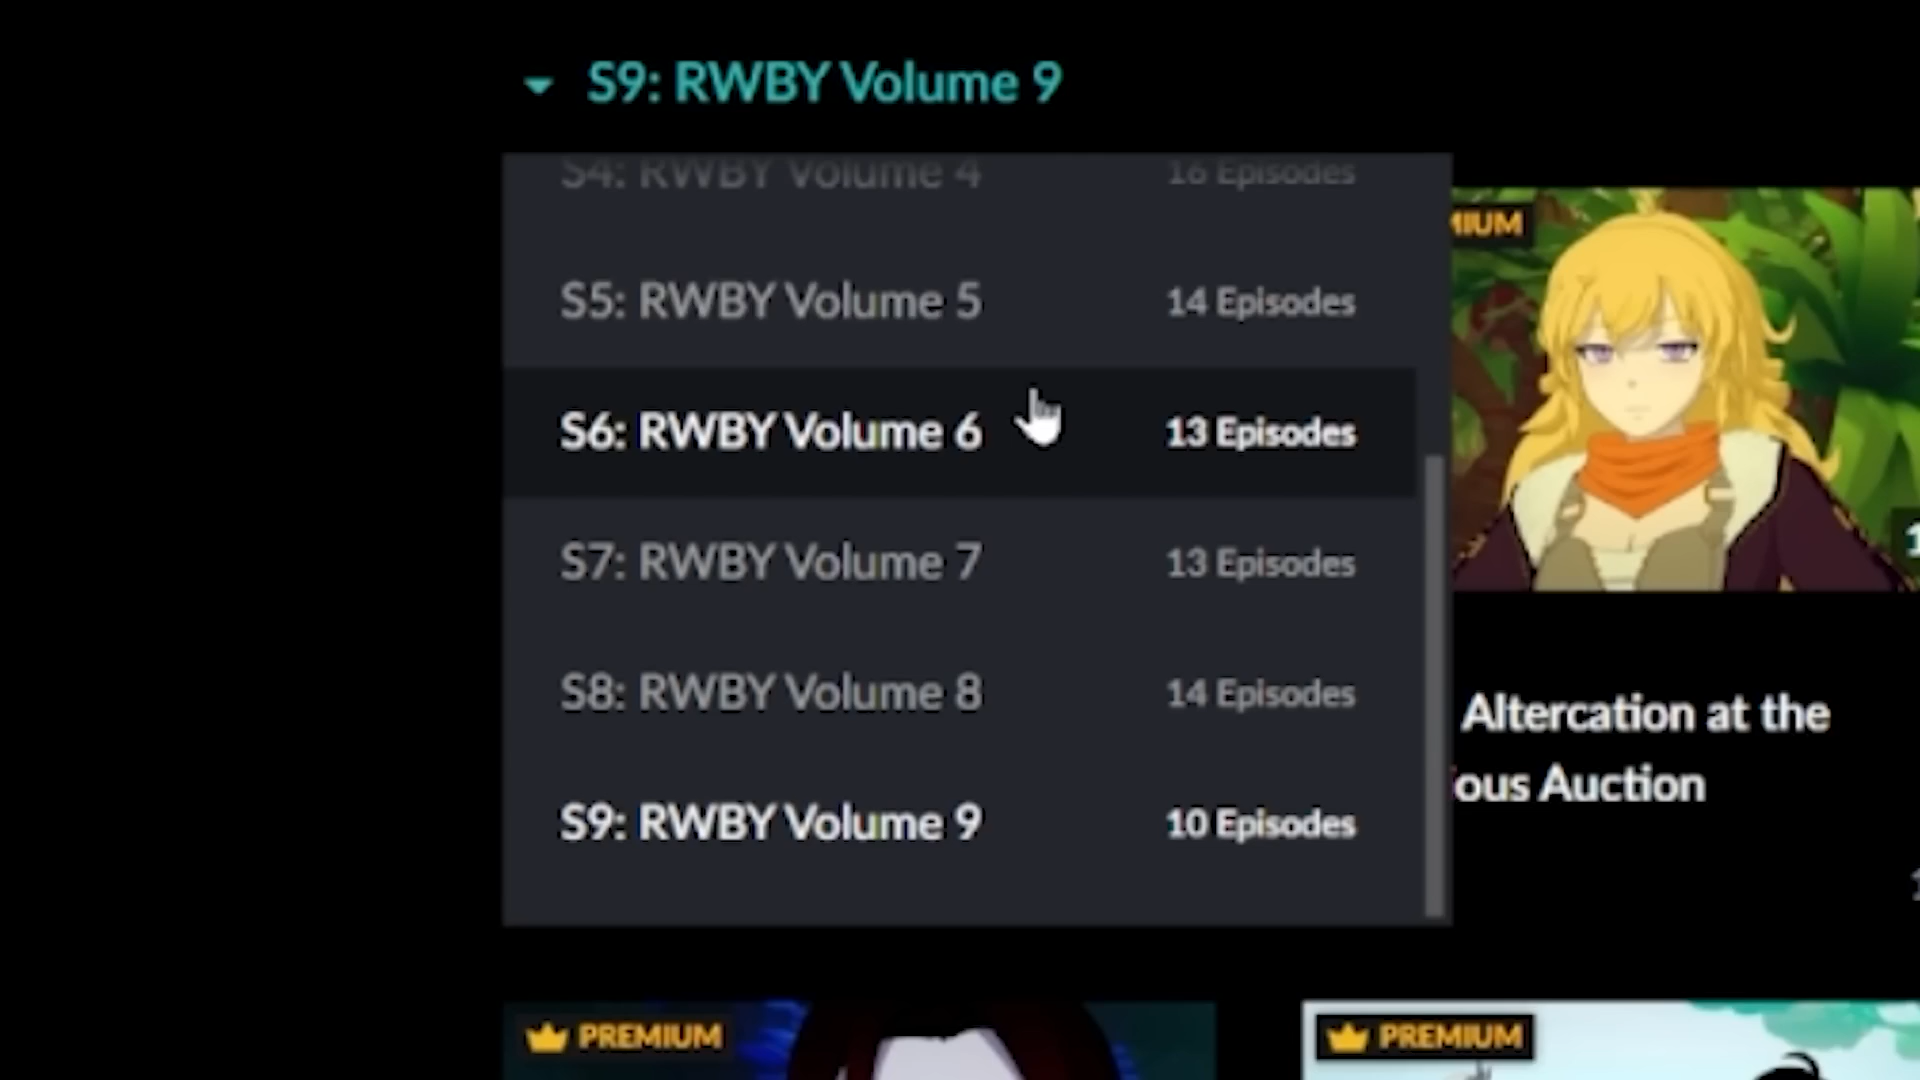 S9: RWBY Volume 9
S4: RWBY Volume 4 16 Episodes
S5: RWBY Volume 5 14 Episodes
S6: RWBY Volume 6 13 Episodes
S7: RWBY Volume 7 13 Episodes
S8: RWBY Volume 8 14 Episodes
S9: RWBY Volume 9 10 Episodes
Altercation at the
Auction
PREMIUM
PREMIUM